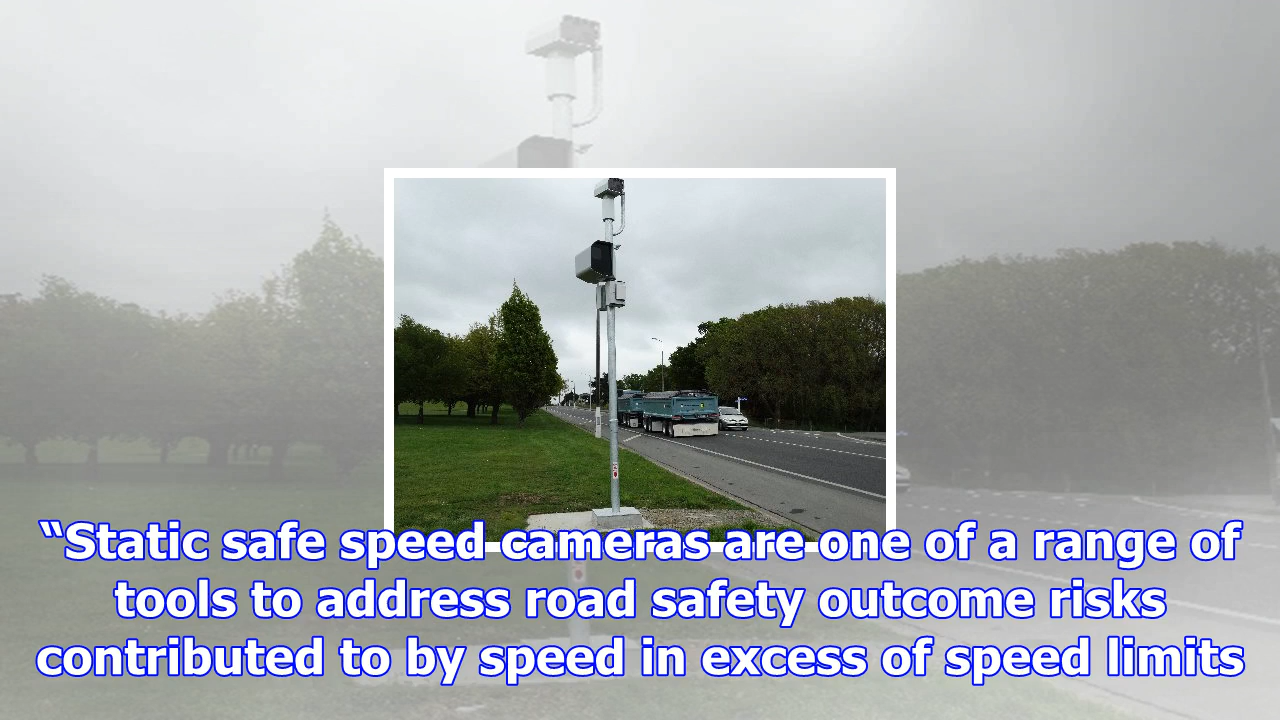 “Static safe speed cameras are one of a range of
tools to address road safety outcome risks
contributed to by speed in excess of speed limits